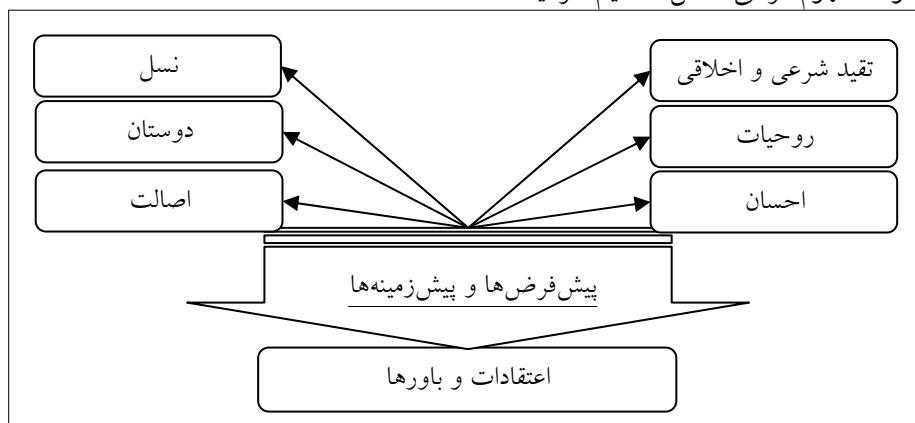 تقید شرعی و اخلاقی
نسل
روحیات
دوستان
احسان
اصالت
پیش‌فرض‌ها و پیش‌زمینه‌ها
اعتقادات و باورها